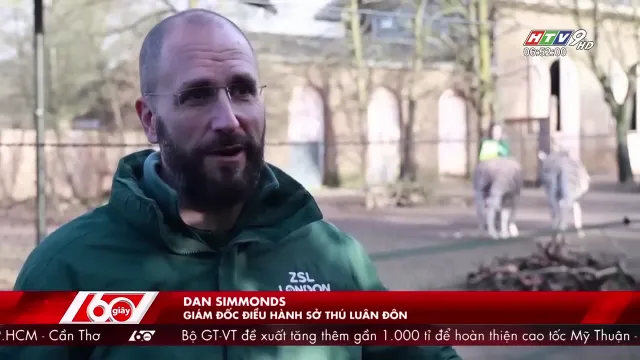 HTV9 HD
06:52:00
ZSL
LONDON
DAN SIMMONDS
GIÁM ĐỐC ĐIỀU HÀNH SỞ THÚ LUÂN ĐÔN
60 giây
P.HCM - Cần Thơ
60 giây
Bộ GT-VT đề xuất tăng thêm gần 1.000 tỉ để hoàn thiện cao tốc Mỹ Thuận -